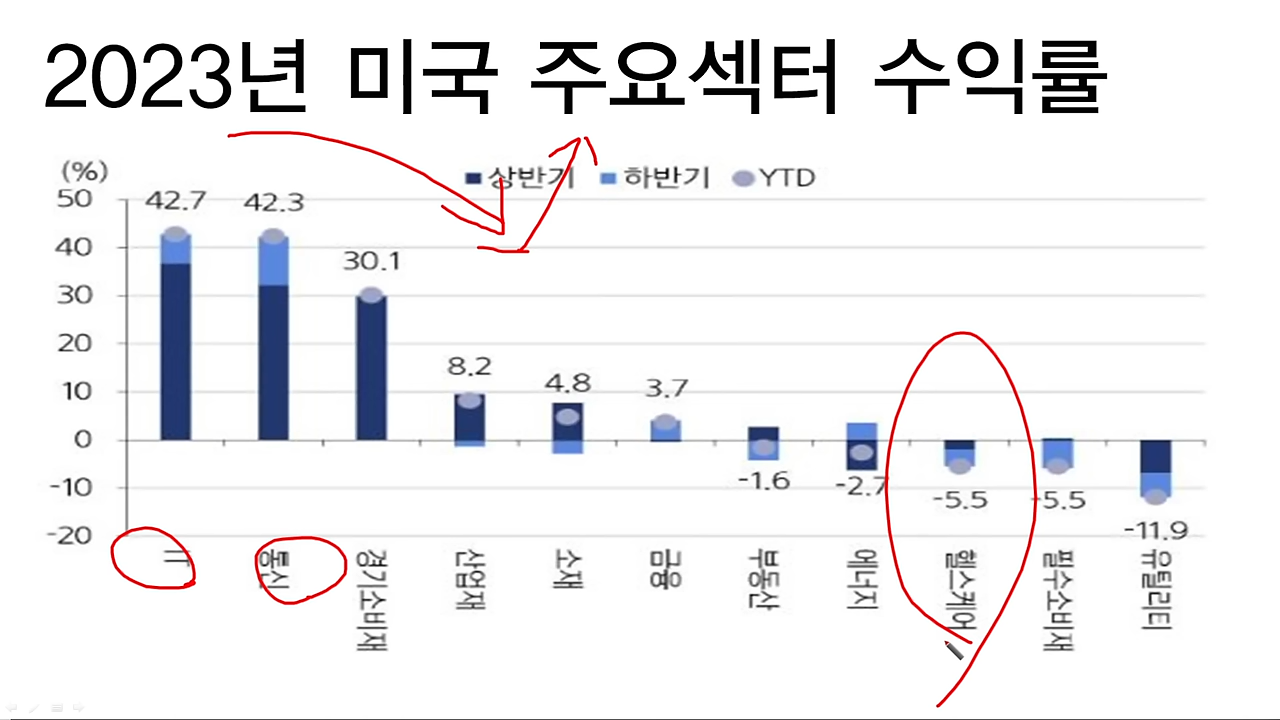 2023년 미국 주요섹터 수익률
(%)
상반기 하반기 YTD
50
40
30
20
10
0
-10
-20
42.7
42.3
30.1
8.2
4.8
3.7
-1.6
-2.7
-5.5
-5.5
-11.9
IT
통신
경기소비재
산업재
소재
금융
부동산
에너지
헬스케어
필수소비재
유틸리티